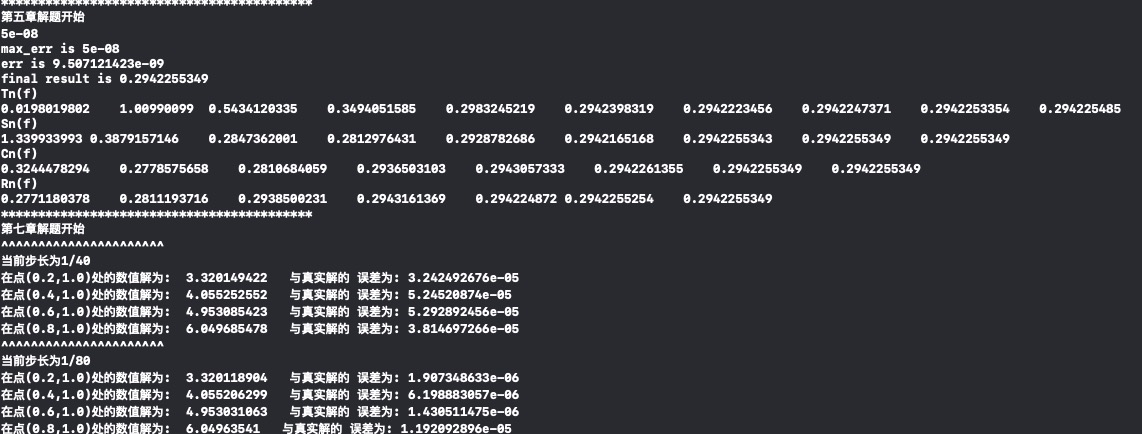 ******************************************
第五章解题开始
5e-08
max_err is 5e-08
err is 9.507121423e-09
final result is 0.2942255349
Tn(f)
0.0198019802 1.00990099 0.5434120335 0.3494051585 0.2983245219 0.2942398319 0.2942223456 0.2942247371 0.2942253354 0.294225485
Sn(f)
1.339933993 0.3879157146 0.2847362001 0.2812976431 0.2928782686 0.2942165168 0.2942255343 0.2942255349 0.2942255349
Cn(f)
0.3244478294 0.2778575658 0.2810684059 0.2936503103 0.2943057333 0.2942261355 0.2942255349 0.2942255349
Rn(f)
0.2771180378 0.2811193716 0.2938500231 0.2943161369 0.294224872 0.2942255254 0.2942255349
******************************************
第七章解题开始
^^^^^^^^^^^^^^^^^^^^^^
当前步长为1/40
在点(0.2,1.0)处的数值解为: 3.320149422 与真实解的 误差为: 3.242492676e-05
在点(0.4,1.0)处的数值解为: 4.055252552 与真实解的 误差为: 5.24520874e-05
在点(0.6,1.0)处的数值解为: 4.953085423 与真实解的 误差为: 5.292892456e-05
在点(0.8,1.0)处的数值解为: 6.049685478 与真实解的 误差为: 3.814697266e-05
^^^^^^^^^^^^^^^^^^^^^^
当前步长为1/80
在点(0.2,1.0)处的数值解为: 3.320118904 与真实解的 误差为: 1.907348633e-06
在点(0.4,1.0)处的数值解为: 4.055206299 与真实解的 误差为: 6.198883057e-06
在点(0.6,1.0)处的数值解为: 4.953031063 与真实解的 误差为: 1.430511475e-06
在点(0.8,1.0)处的数值解为: 6.04963541 与真实解的 误差为: 1.192092896e-05